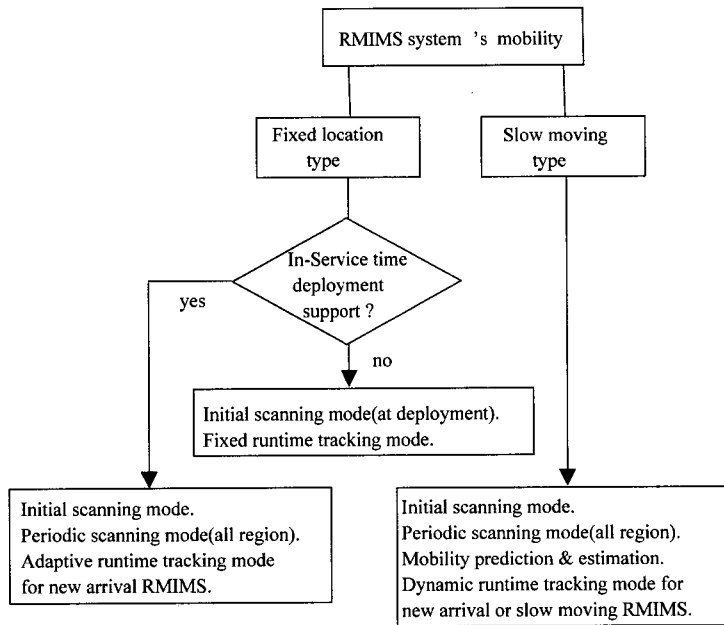 RMIMS system 's mobility
Fixed location
type
Slow moving
type
In-Service time
deployment
support ?
yes
no
Initial scanning mode(at deployment).
Fixed runtime tracking mode.
Initial scanning mode.
Periodic scanning mode(all region).
Adaptive runtime tracking mode
for new arrival RMIMS.
Initial scanning mode.
Periodic scanning mode(all region).
Mobility prediction & estimation.
Dynamic runtime tracking mode for
new arrival or slow moving RMIMS.